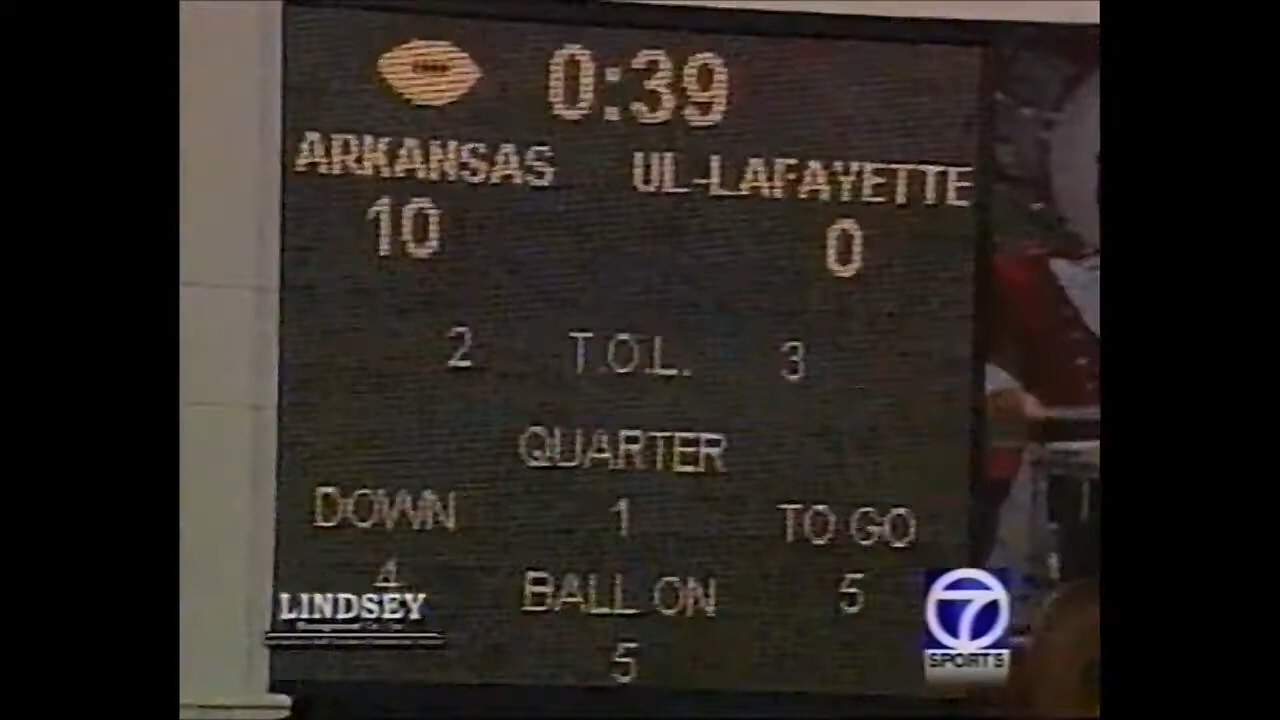 0:39
ARKANSAS UL-LAFAYETTE
10 0
2 T.O.L. 3
QUARTER
DOWN 1 TO GO
4 BALL ON 5
5
LINDSEY
7
SPORTS